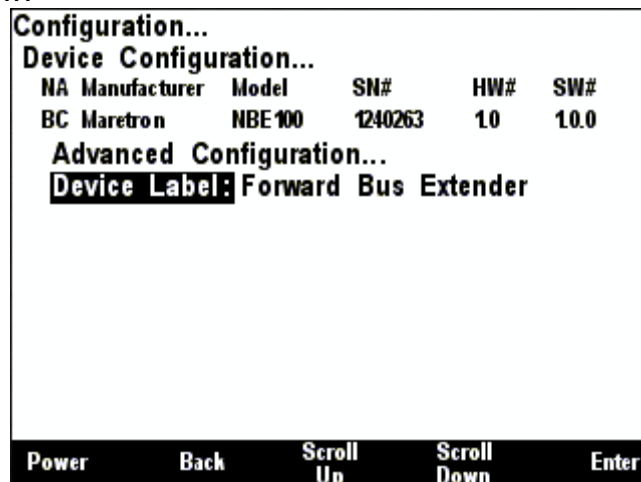 Configuration...
Device Configuration...
NA Manufacturer Model SN# HW# SW#
BC Maretron NBE100 1240263 1.0 1.0.0
Advanced Configuration...
Device Label: Forward Bus Extender
Power Back Scroll Up Scroll Down Enter